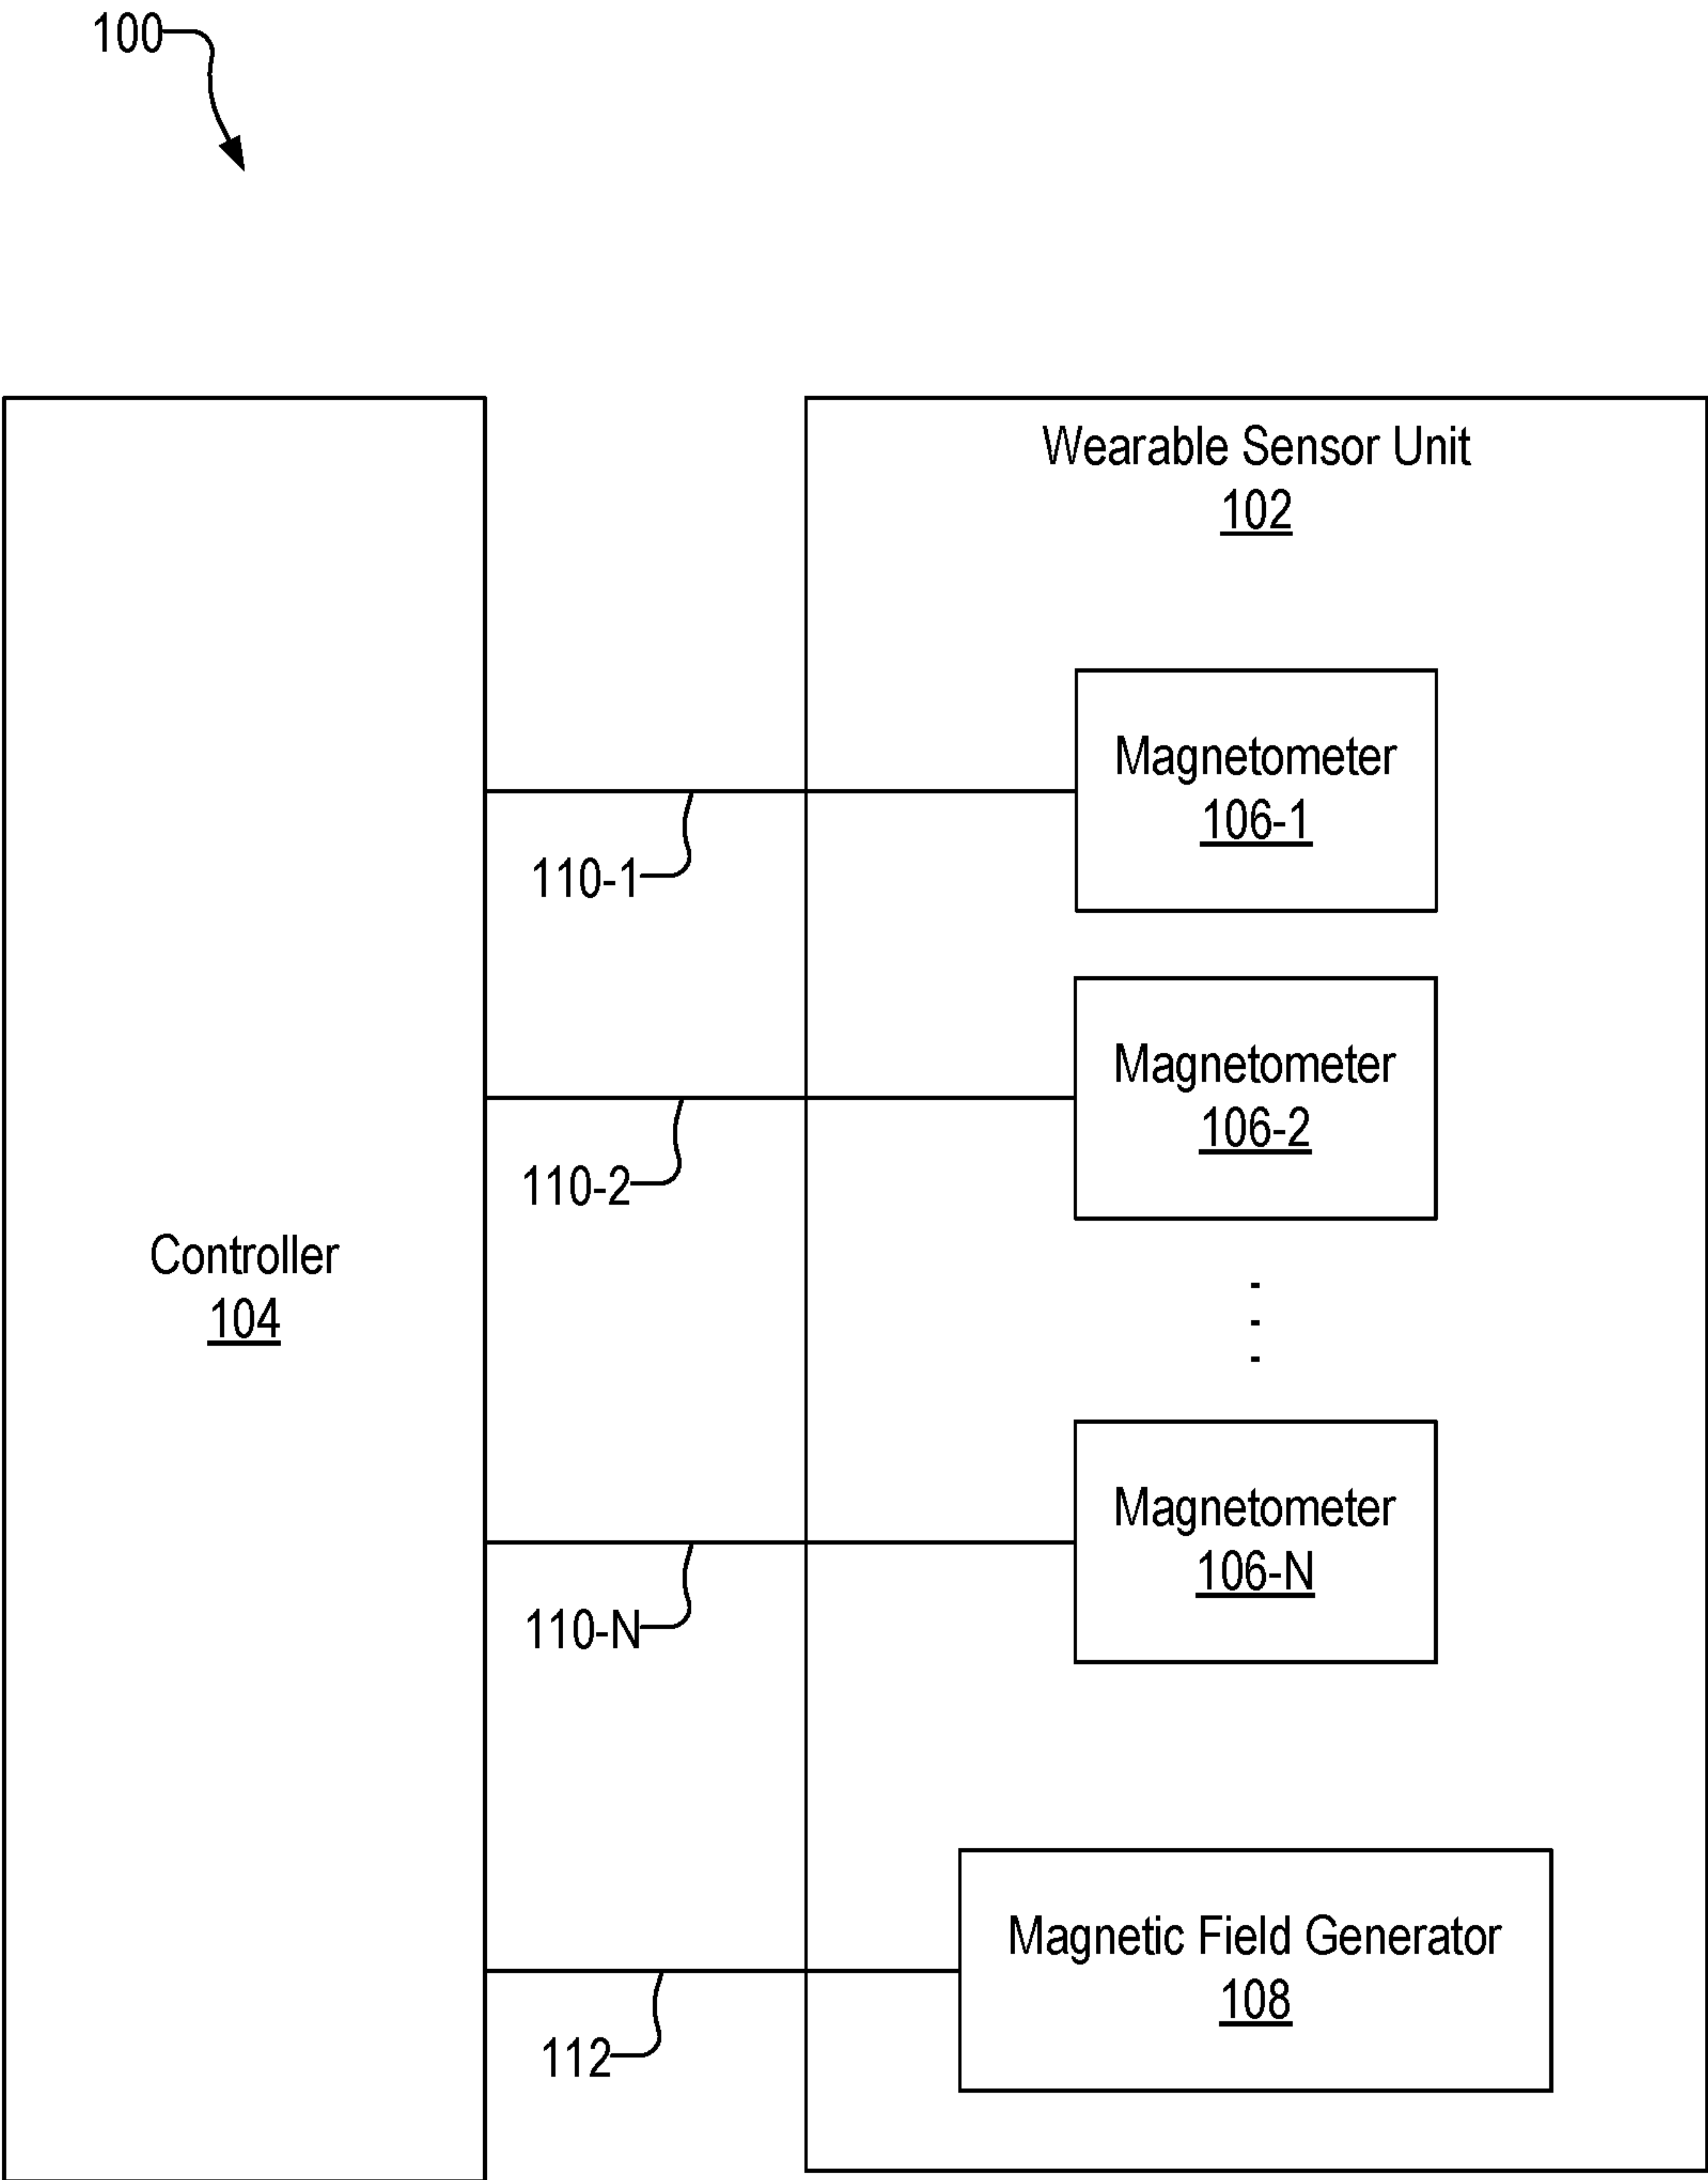 100
Wearable Sensor Unit
102
Magnetometer
106-1
110-1
Magnetometer
106-2
110-2
Controller
104
Magnetometer
106-N
110-N
Magnetic Field Generator
108
112